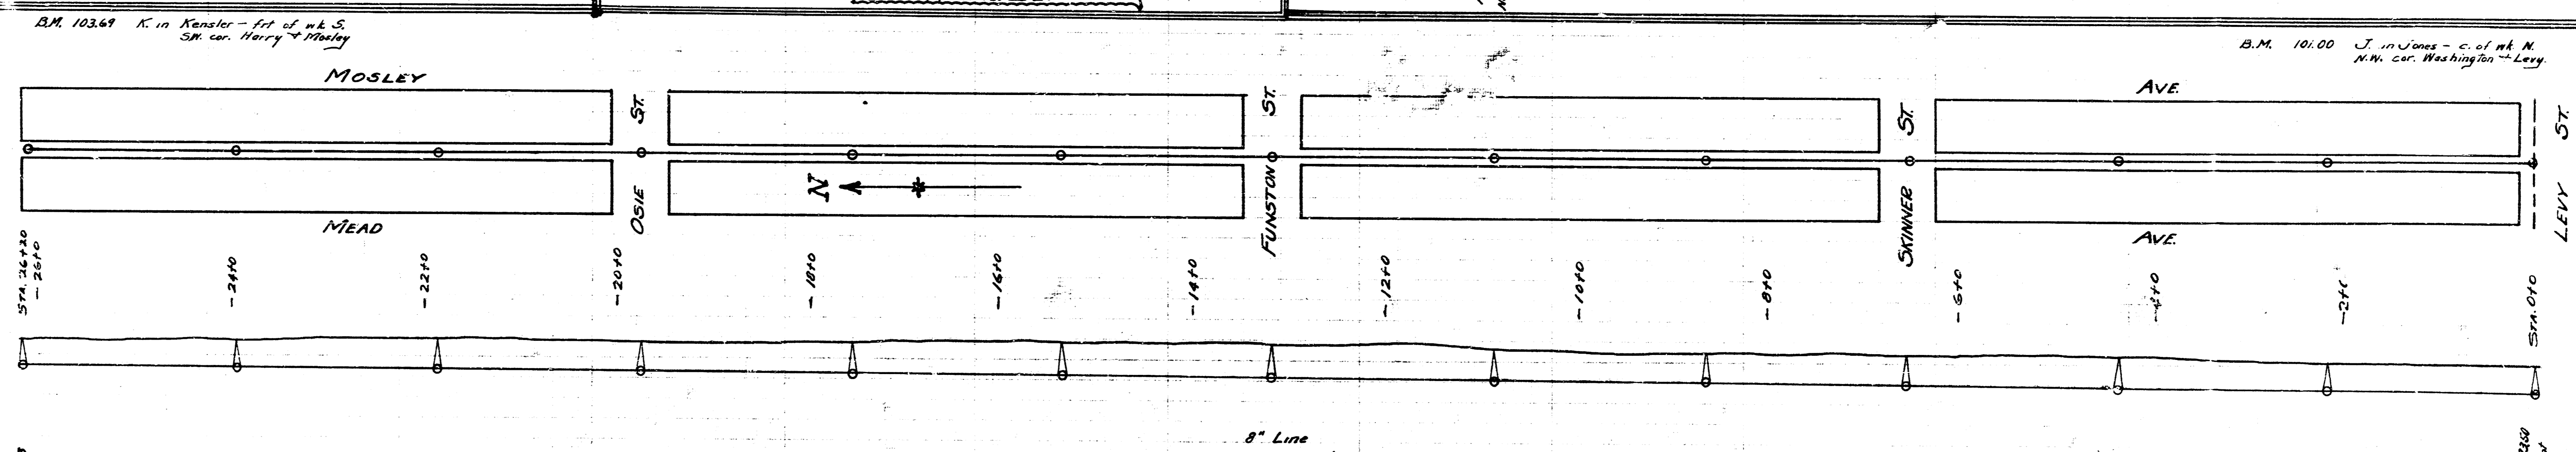 B.M. 103.69 K. in Kensler - frt of wk S.
S.W. cor. Harry + Mosley
B.M. 101.00 J. in Jones - c. of wk N.
N.W. cor. Washington + Levy.
MOSLEY
AVE.
OSIE ST.
FUNSTON ST.
SKINNER ST.
LEVY ST.
N
MEAD
AVE.
STA. 26+20
- 26+0
- 24+0
- 22+0
- 20+0
- 18+0
- 16+0
- 14+0
- 12+0
- 10+0
- 8+0
- 6+0
- 4+0
- 2+0
STA. 0+0
8" Line